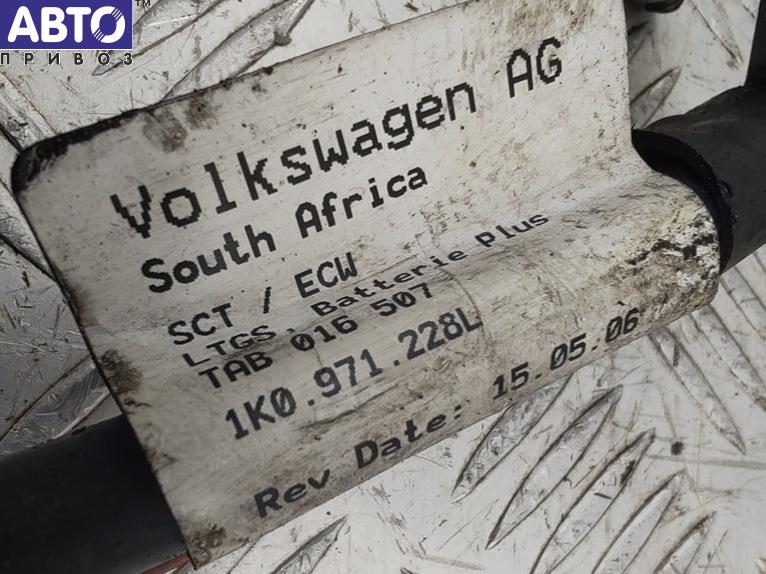 АВТО
ПРИВОЗ
TM
Volkswagen AG
South Africa
SCT / ECW
LTGS. Batterie Plus
TAB 016 507
1K0.971.228L
Rev Date: 15.05.06